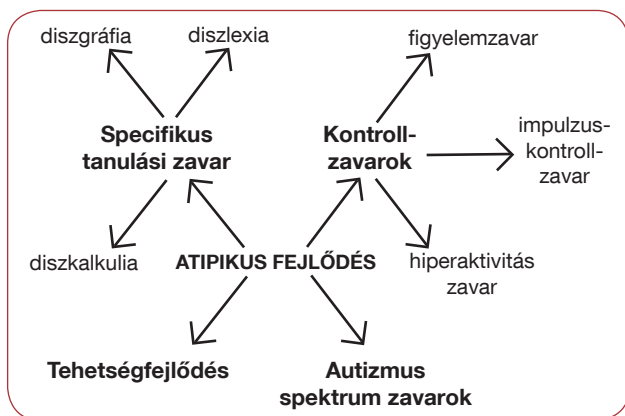 diszgráfia
diszlexia
figyelemzavar
Specifikus
tanulási zavar
Kontroll-
zavarok
impulzus-
kontroll-
zavar
diszkalkulia
ATIPIKUS FEJLŐDÉS
hiperaktivitás
zavar
Tehetségfejlődés
Autizmus
spektrum zavarok